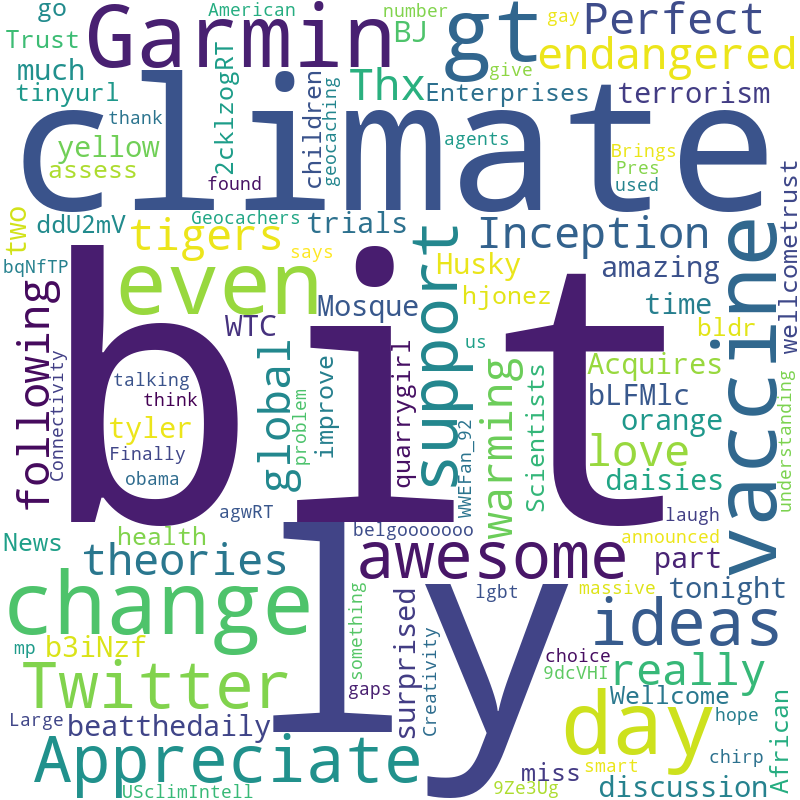 go
American
number
gay
Garmin
gt
Perfect
Trust
BJ
endangered
much
give
tinyurl
Thx
Enterprises
terrorism
climate
2cklzogRT
children
geocaching
thank
agents
yellow
Brings
assess
Pres
found
used
two
ddU2mV
Geocachers
trials
tigers
Inception
wellcometrust
bqNfTP
says
support
Husky
amazing
vaccine
even
hjonez
time
Mosque
WTC
bldr
us
bit
following
Connectivity
global
improve
quarrygirl
WwEFan_92
warming
Scientists
Acquires
talking
think
bLFMlc
tyler
problem
orange
understanding
Finally
love
obama
daisies
agwRT
laugh
News
health
belgooooooo
announced
theories
awesome
part
ly
change
lgbt
massive
tonight
something
surprised
Creativity
ideas
mp
b3iNzf
choice
Twitter
gaps
9dcVHI
really
Wellcome
African
Large
beatthedaily
day
hope
Appreciate
chirp
miss
smart
USclimIntell
9Ze3Ug
discussion